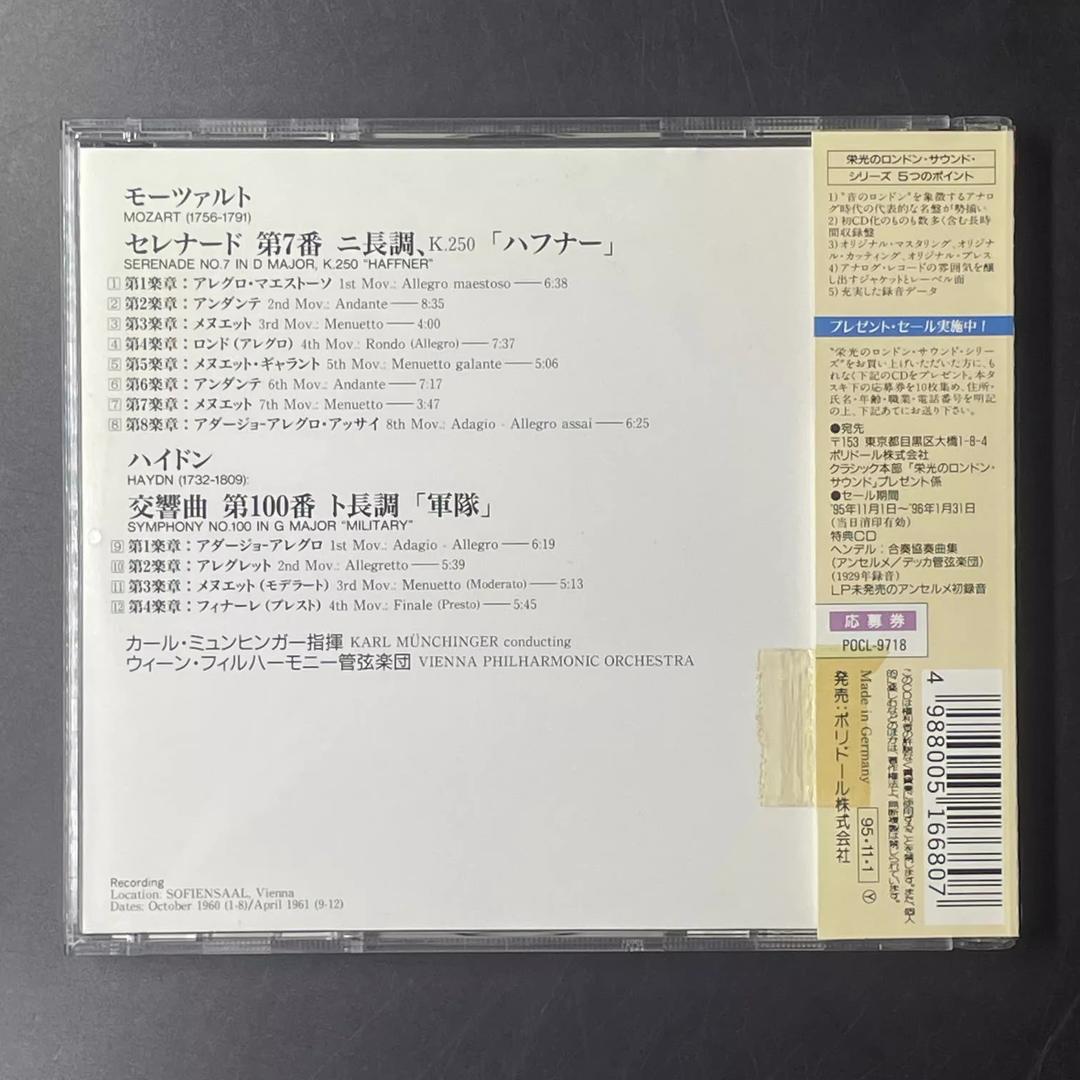 モーツァルト
MOZART (1756-1791)
セレナード 第7番 ニ長調、K.250 「ハフナー」
SERENADE NO.7 IN D MAJOR, K.250 "HAFFNER"
1 第1楽章：アレグロ・マエストーソ 1st Mov.: Allegro maestoso—6:38
2 第2楽章：アンダンテ 2nd Mov.: Andante—8:35
3 第3楽章：メヌエット 3rd Mov.: Menuetto—4:00
4 第4楽章：ロンド（アレグロ） 4th Mov.: Rondo (Allegro)—7:37
5 第5楽章：メヌエット・ギャラント 5th Mov.: Menuetto galante—5:06
6 第6楽章：アンダンテ 6th Mov.: Andante—7:17
7 第7楽章：メヌエット 7th Mov.: Menuetto—3:47
8 第8楽章：アダージョ-アレグロ・アッサイ 8th Mov.: Adagio - Allegro assai—6:25
ハイドン
HAYDN (1732-1809):
交響曲 第100番 ト長調 「軍隊」
SYMPHONY NO.100 IN G MAJOR "MILITARY"
9 第1楽章：アダージョ-アレグロ 1st Mov.: Adagio - Allegro—6:19
10 第2楽章：アレグレット 2nd Mov.: Allegretto—5:39
11 第3楽章：メヌエット（モデラート） 3rd Mov.: Menuetto (Moderato)—5:13
12 第4楽章：フィナーレ（プレスト） 4th Mov.: Finale (Presto)—5:45
カール・ミュンヒンガー指揮 KARL MÜNCHINGER conducting
ウィーン・フィルハーモニー管弦楽団 VIENNA PHILHARMONIC ORCHESTRA
Recording
Location: SOFIENSAAL, Vienna
Dates: October 1960 (1-8)/April 1961 (9-12)
栄光のロンドン・サウンド・
シリーズ 5つのポイント
1)"音のロンドン"を象徴するアナロ
グ時代の代表的な名盤が勢揃い
2)初CD化のものも数多く含む長時
間収録盤
3)オリジナル・マスタリング、オリジナ
ル・カッティング、オリジナル・プレス
4)アナログ・レコードの雰囲気を醸
し出すジャケットとレーベル面
5)充実した録音データ
プレゼント・セール実施中！
"栄光のロンドン・サウンド・シリー
ズ"をお買い上げいただいた方に、も
れなく下記のCDをプレゼント。本タ
スキ下の応募券を10枚集め、住所・
氏名・年齢・職業・電話番号を明記
の上、下記あてにお送り下さい。
●宛先
〒153 東京都目黒区大橋1-8-4
ポリドール株式会社
クラシック本部「栄光のロンドン・
サウンド」プレゼント係
●セール期間
'95年11月1日〜'96年1月31日
(当日消印有効)
特典CD
ヘンデル：合奏協奏曲集
(アンセルメ／デッカ管弦楽団)
(1929年録音)
LP未発売のアンセルメ初録音
応募券
POCL-9718
Made in Germany
発売：ポリドール株式会社
95・11・1
Y
4 988005 166807